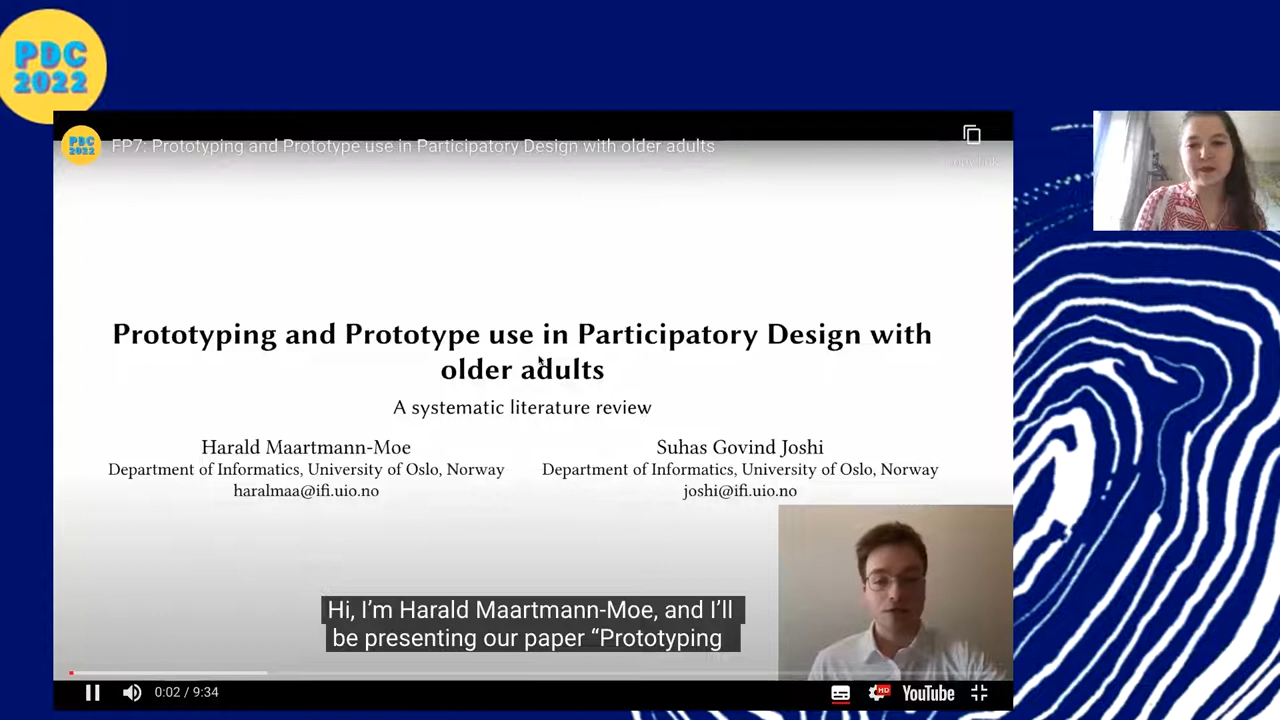 PDC
2022
PDC
2022
FP7: Prototyping and Prototype use in Participatory Design with older adults
Prototyping and Prototype use in Participatory Design with
older adults
A systematic literature review
Harald Maartmann-Moe
Department of Informatics, University of Oslo, Norway
haralmaa@ifi.uio.no
Suhas Govind Joshi
Department of Informatics, University of Oslo, Norway
joshi@ifi.uio.no
Hi, I’m Harald Maartmann-Moe, and I’ll
be presenting our paper “Prototyping
0:02 / 9:34
HD
YouTube